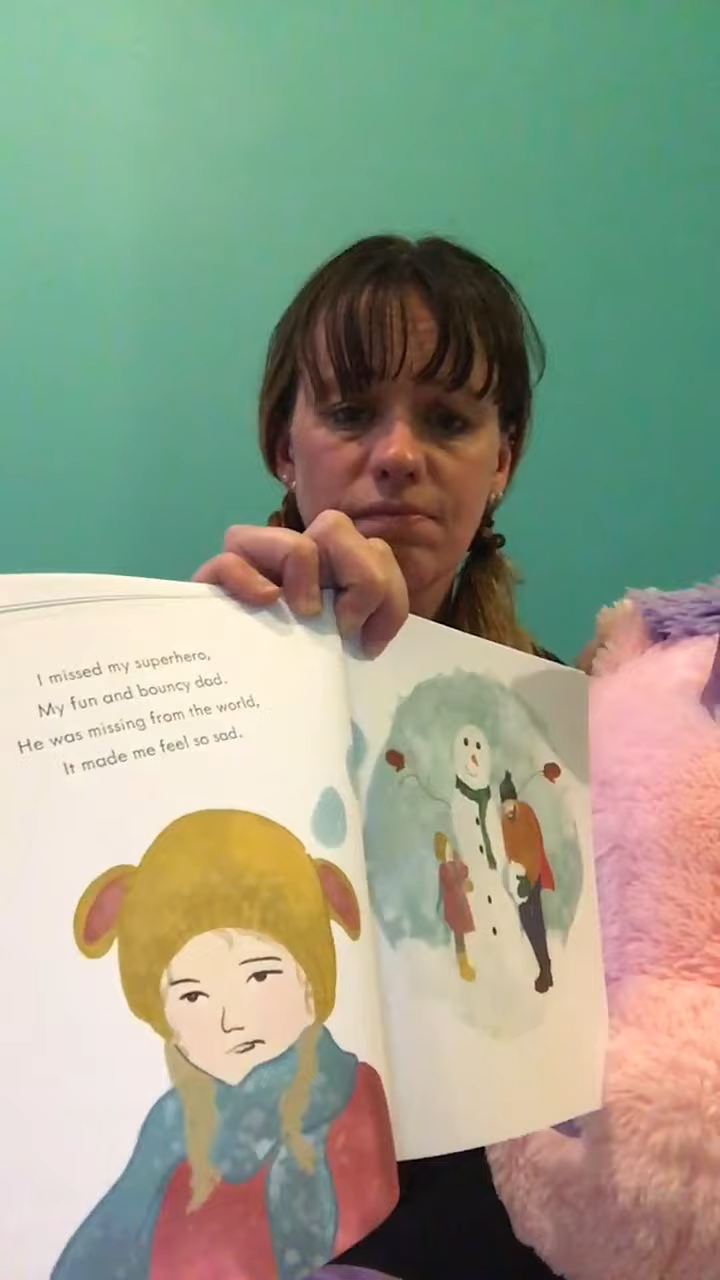 I missed my superhero,
My fun and bouncy dad.
He was missing from the world,
It made me feel so sad.